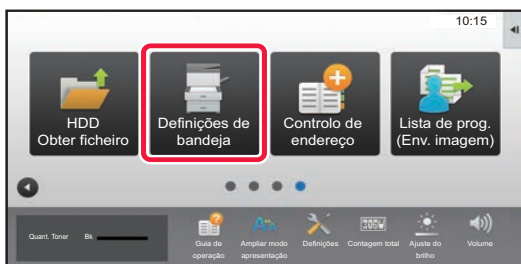 10:15
HDD
Obter ficheiro
Definições de
bandeja
Controlo de
endereço
Lista de prog.
(Env. imagem)
Quant. Toner Bk
Guia de
operação
Ampliar modo
apresentação
Definições
Contagem total
Ajuste do
brilho
Volume